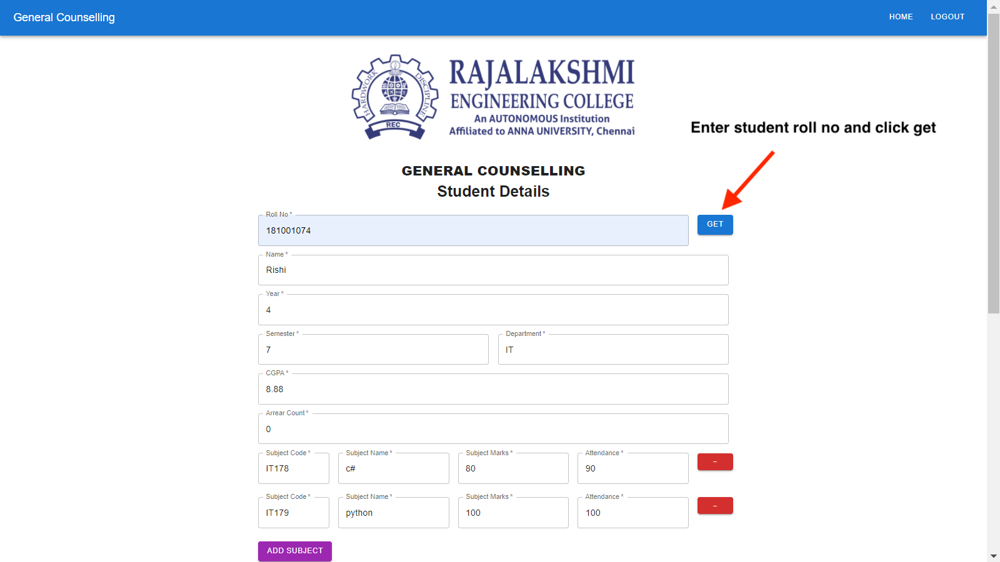 General Counselling
HOME
LOGOUT
HARDWORK
DISCIPLINE
REC
RAJALAKSHMI
ENGINEERING COLLEGE
An AUTONOMOUS Institution
Affiliated to ANNA UNIVERSITY, Chennai
Enter student roll no and click get
GENERAL COUNSELLING
Student Details
Roll No *
181001074
GET
Name *
Rishi
Year *
4
Semester *
7
Department *
IT
CGPA *
8.88
Arrear Count *
0
Subject Code *
IT178
Subject Name *
c#
Subject Marks *
80
Attendance *
90
-
Subject Code *
IT179
Subject Name *
python
Subject Marks *
100
Attendance *
100
-
ADD SUBJECT